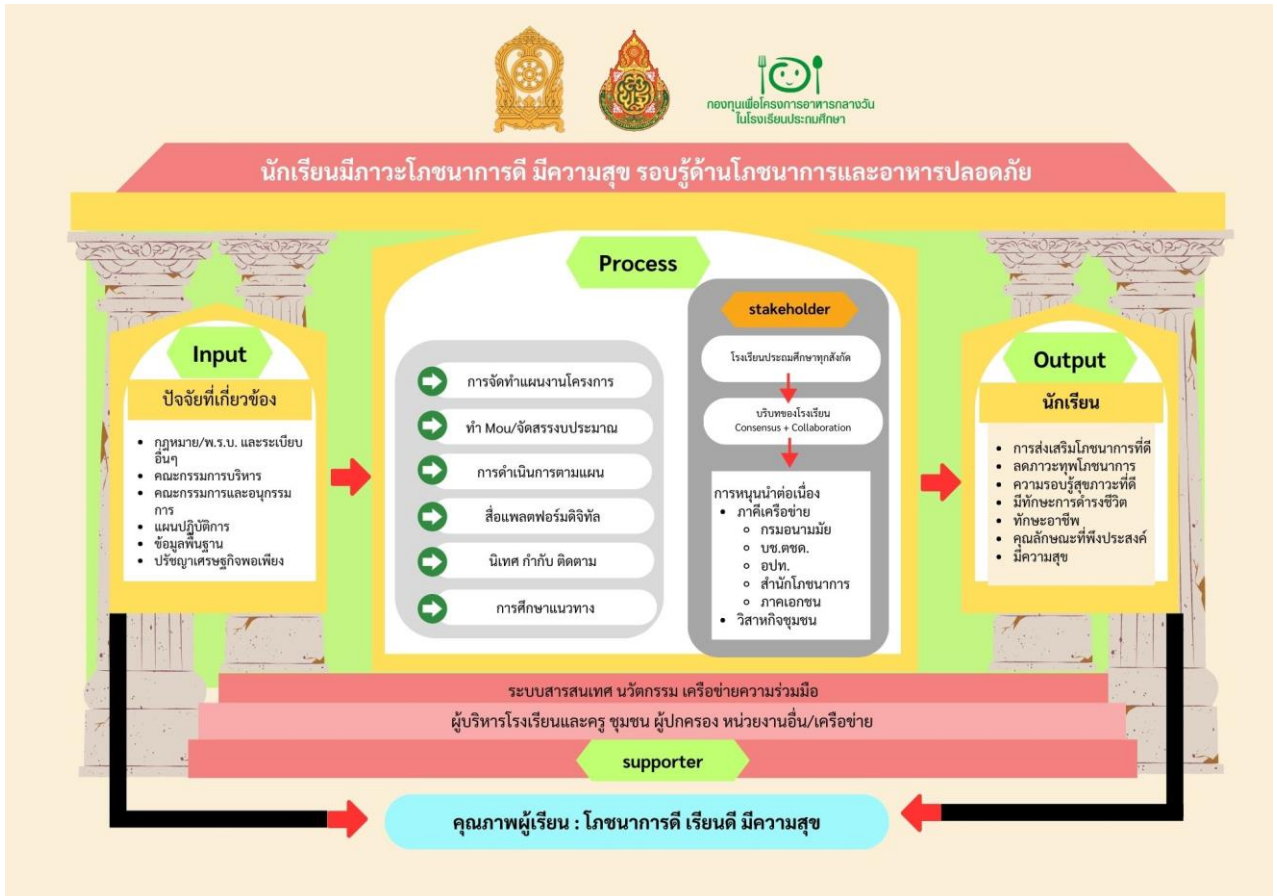 กองทุนเพื่อโครงการอาหารกลางวัน
ในโรงเรียนประถมศึกษา
นักเรียนมีภาวะโภชนาการดี มีความสุข รอบรู้ด้านโภชนาการและอาหารปลอดภัย
Input
ปัจจัยที่เกี่ยวข้อง
กฎหมาย/พ.ร.บ. และระเบียบ
อื่นๆ
คณะกรรมการบริหาร
คณะกรรมการและอนุกรรม
การ
แผนปฏิบัติการ
ข้อมูลพื้นฐาน
ปรัชญาเศรษฐกิจพอเพียง
Process
การจัดทำแผนงานโครงการ
ทำ Mou/จัดสรรงบประมาณ
การดำเนินการตามแผน
สื่อแพลตฟอร์มดิจิทัล
นิเทศ กำกับ ติดตาม
การศึกษาแนวทาง
stakeholder
โรงเรียนประถมศึกษาทุกสังกัด
บริบทของโรงเรียน
Consensus + Collaboration
การหนุนนำต่อเนื่อง
ภาคีเครือข่าย
กรมอนามมัย
บช.ตชด.
อปท.
สำนักโภชนาการ
ภาคเอกชน
วิสาหกิจชุมชน
Output
นักเรียน
การส่งเสริมโภชนาการที่ดี
ลดภาวะทุพโภชนาการ
ความรอบรู้สุขภาวะที่ดี
มีทักษะการดำรงชีวิต
ทักษะอาชีพ
คุณลักษณะที่พึงประสงค์
มีความสุข
ระบบสารสนเทศ นวัตกรรม เครือข่ายความร่วมมือ
ผู้บริหารโรงเรียนและครู ชุมชน ผู้ปกครอง หน่วยงานอื่น/เครือข่าย
supporter
คุณภาพผู้เรียน : โภชนาการดี เรียนดี มีความสุข